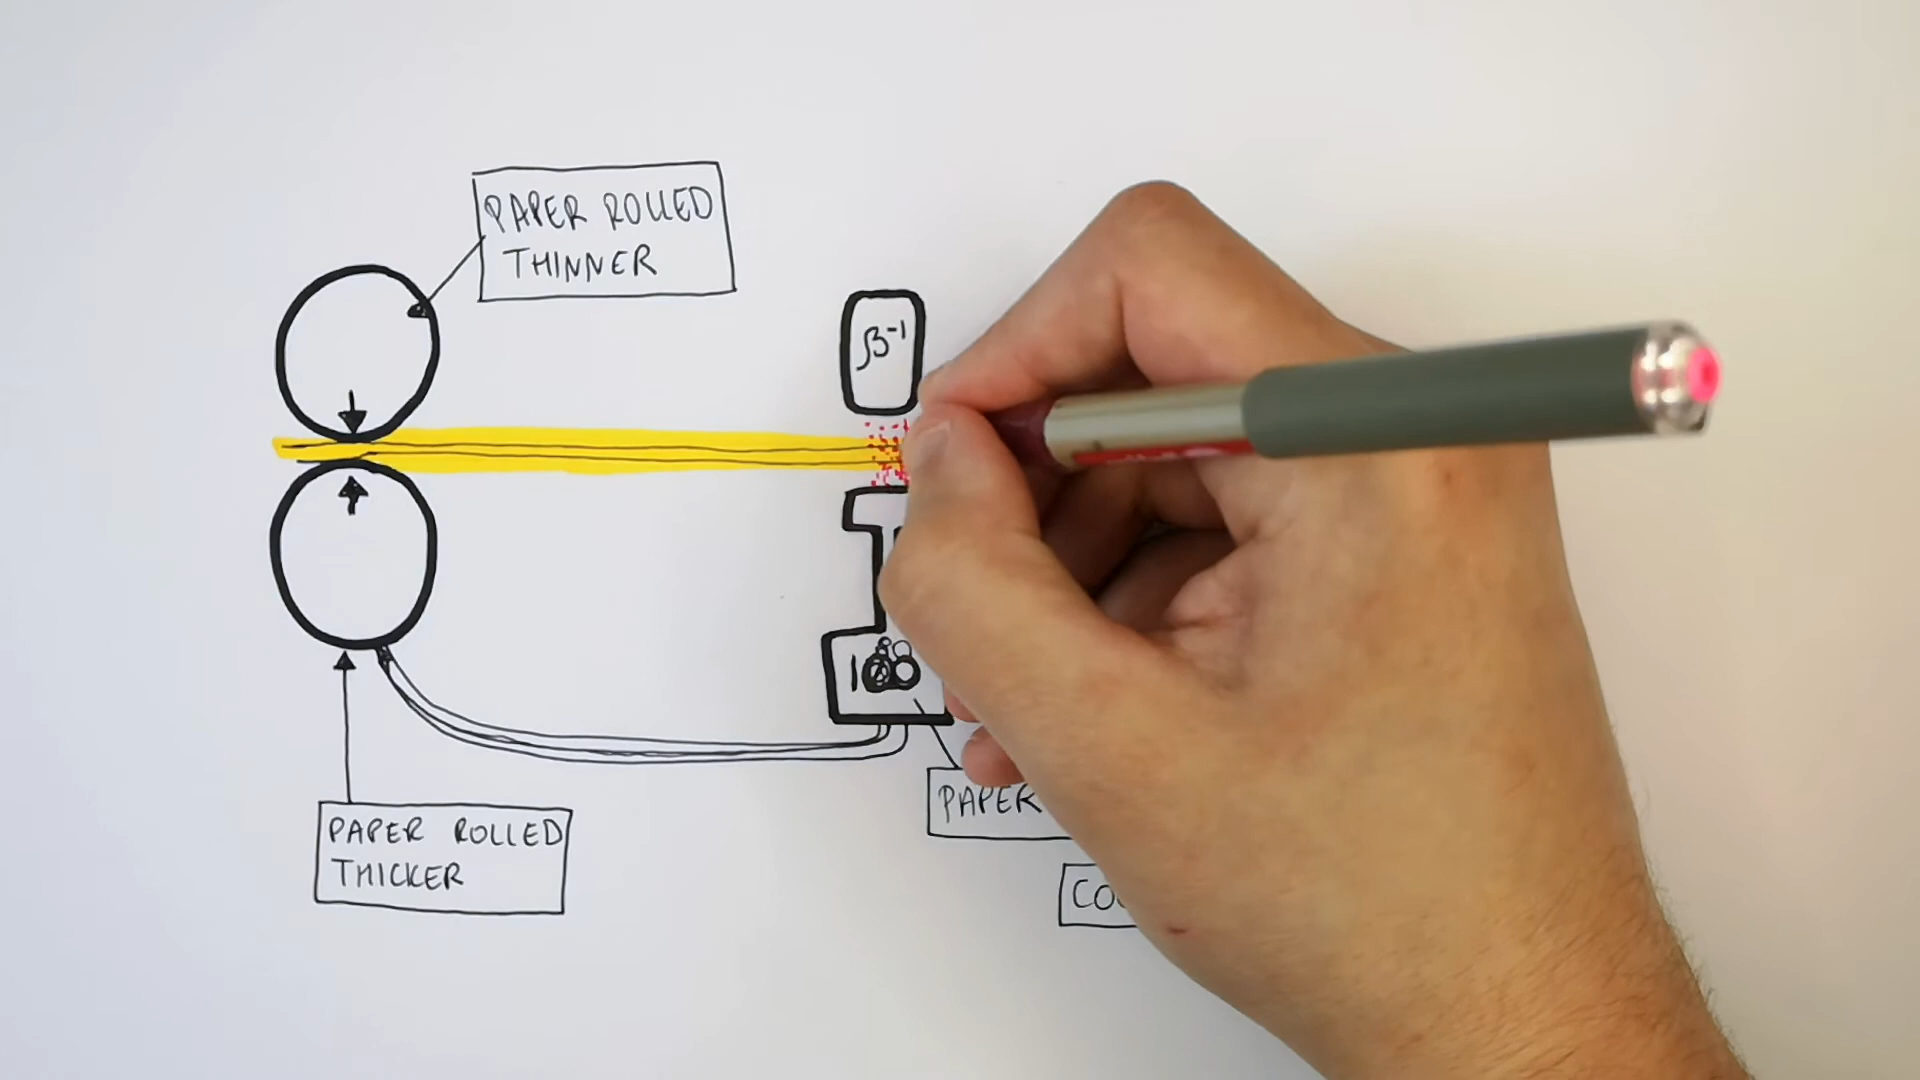 PAPER ROLLED
THINNER
β⁻¹
PAPER
PAPER ROLLED
THICKER